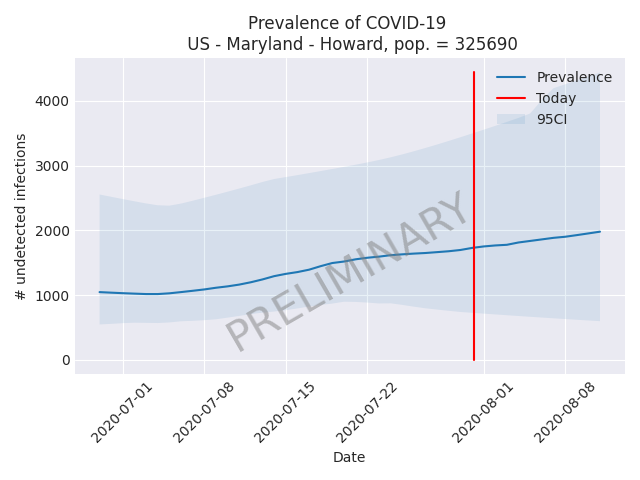 Prevalence of COVID-19
US - Maryland - Howard, pop. = 325690
Prevalence
Today
95CI
4000
3000
2000
1000
0
# undetected infections
PRELIMINARY
2020-07-01
2020-07-08
2020-07-15
2020-07-22
2020-08-01
2020-08-08
Date